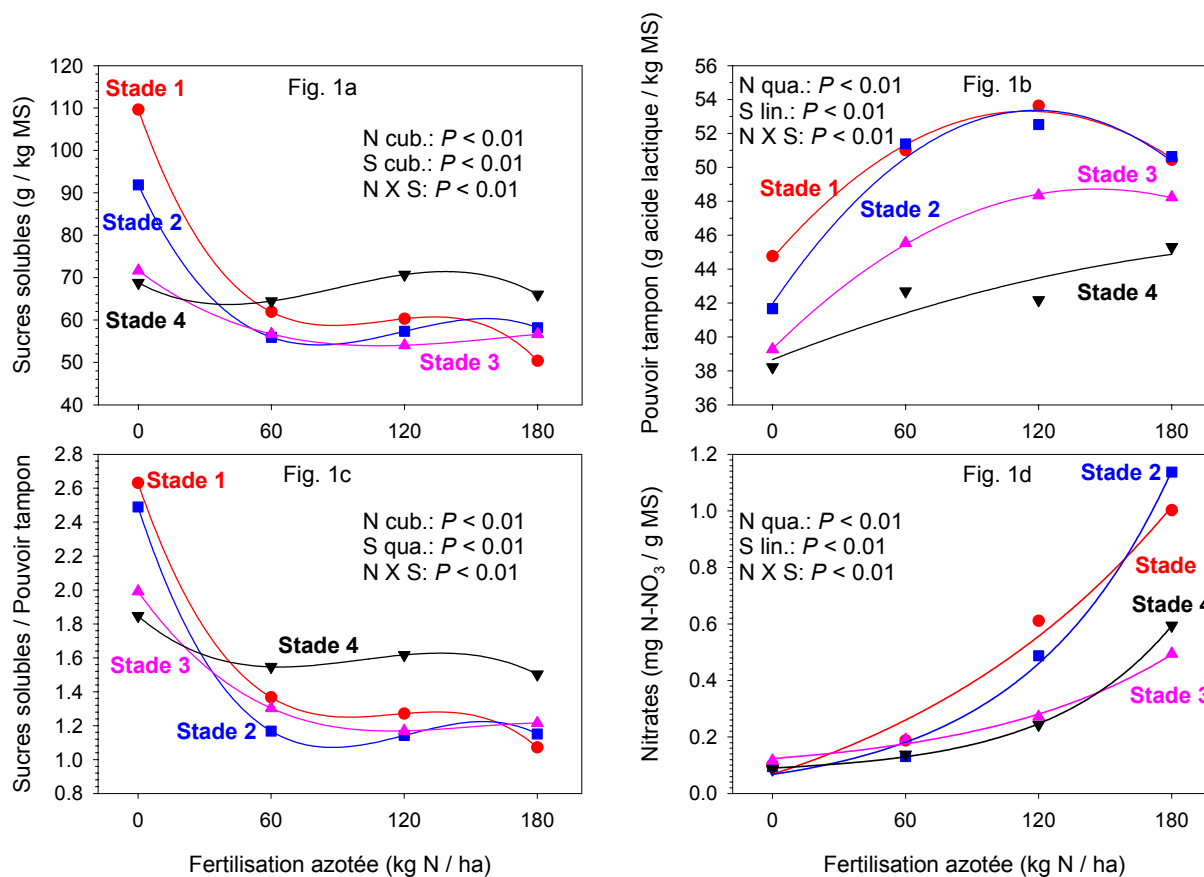 Fig. 1a
Sucres solubles (g / kg MS)
120
110
100
90
80
70
60
50
40
Stade 1
Stade 2
Stade 4
Stade 3
N cub.: P < 0.01
S cub.: P < 0.01
N X S: P < 0.01
0 60 120 180
Fig. 1b
Pouvoir tampon (g acide lactique / kg MS)
56
54
52
50
48
46
44
42
40
38
36
N qua.: P < 0.01
S lin.: P < 0.01
N X S: P < 0.01
Stade 1
Stade 2
Stade 3
Stade 4
0 60 120 180
Fig. 1c
Sucres solubles / Pouvoir tampon
2.8
2.6
2.4
2.2
2.0
1.8
1.6
1.4
1.2
1.0
0.8
Stade 1
N cub.: P < 0.01
S qua.: P < 0.01
N X S: P < 0.01
Stade 4
Stade 3
Stade 2
0 60 120 180
Fertilisation azotée (kg N / ha)
Fig. 1d
Nitrates (mg N-NO3 / g MS)
1.2
1.0
0.8
0.6
0.4
0.2
0.0
Stade 2
N qua.: P < 0.01
S lin.: P < 0.01
N X S: P < 0.01
Stade
Stade 4
Stade 3
0 60 120 180
Fertilisation azotée (kg N / ha)